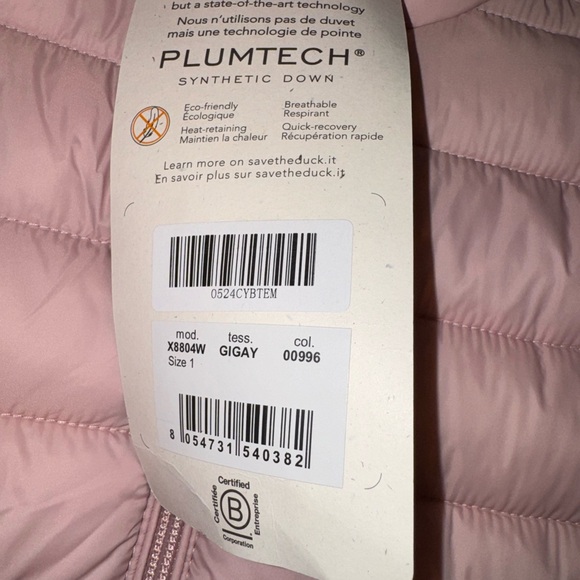 but a state-of-the-art technology
Nous n'utilisons pas de duvet
mais une technologie de pointe
PLUMTECH®
SYNTHETIC DOWN
Eco-friendly
Écologique
Breathable
Respirant
Heat-retaining
Maintien la chaleur
Quick-recovery
Récupération rapide
Learn more on savetheduck.it
En savoir plus sur savetheduck.it
0524CYBTEM
mod. tess. col.
X8804W GIGAY 00996
Size 1
8 054731 540382
Certified
Certifiée
B
Entreprise
Corporation